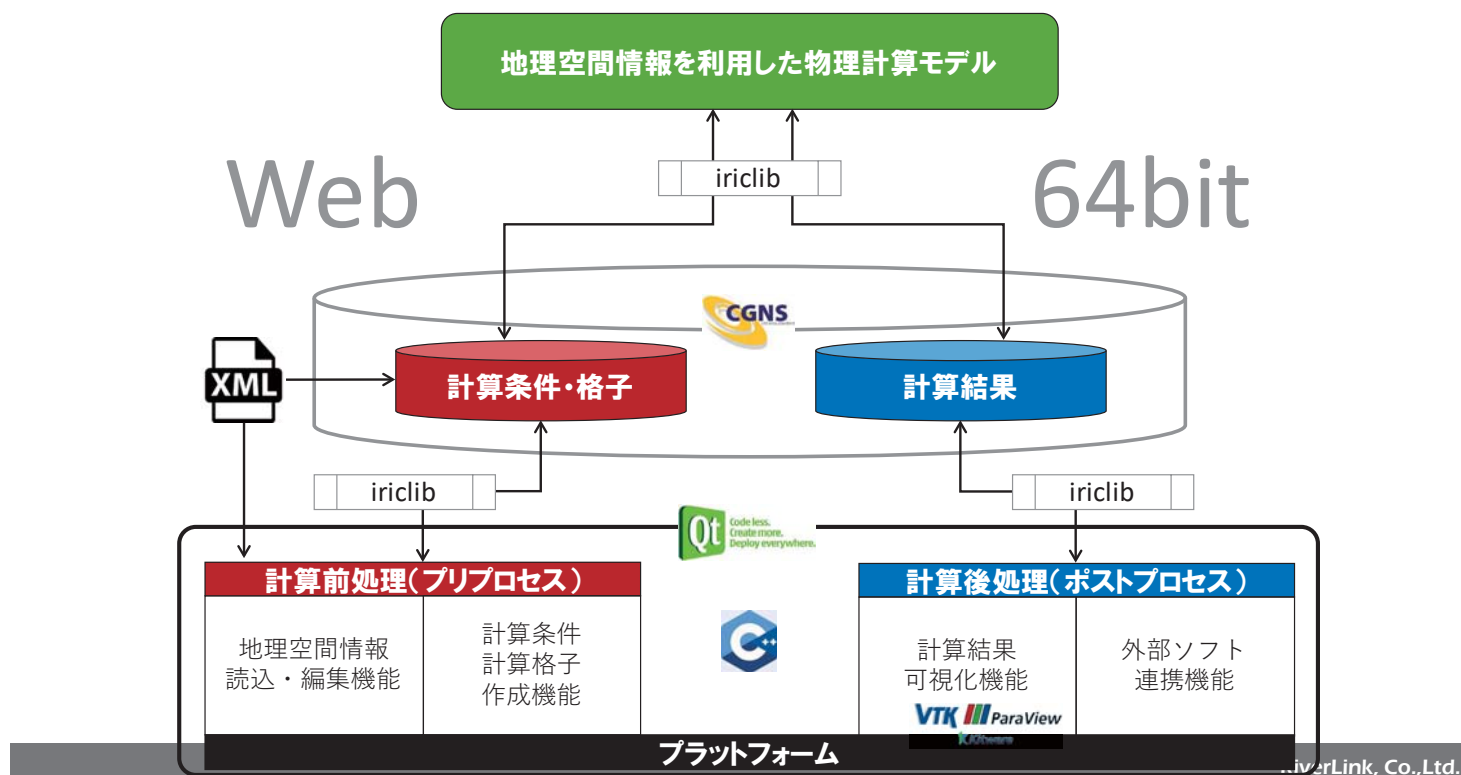 地理空間情報を利用した物理計算モデル
Web
iriclib
64bit
CGNS
XML
計算条件・格子
計算結果
iriclib
iriclib
Qt
Code less.
Create more.
Deploy everywhere.
計算前処理(プリプロセス)
計算後処理(ポストプロセス)
地理空間情報
読込・編集機能
計算条件
計算格子
作成機能
C++
計算結果
可視化機能
外部ソフト
連携機能
VTK ParaView
Kitware
プラットフォーム
RiverLink, Co.,Ltd.